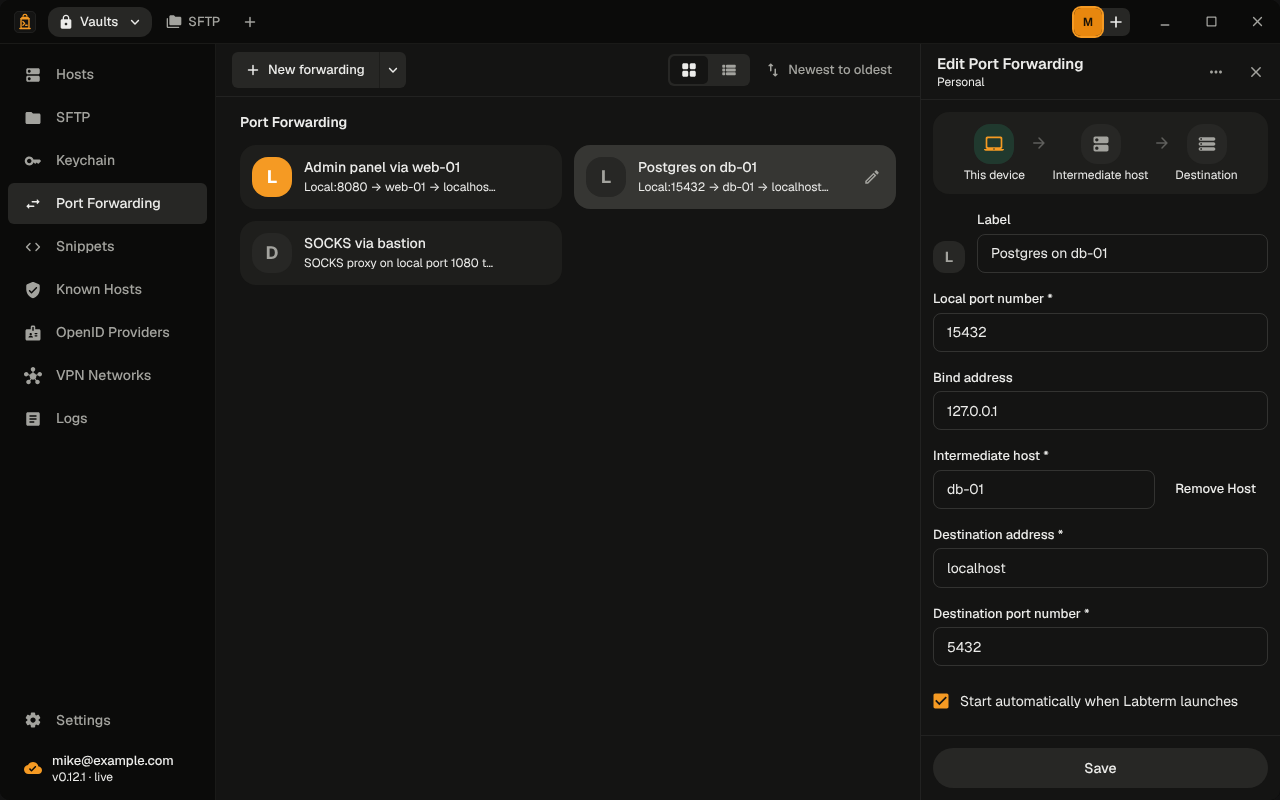 Vaults
SFTP
M
Hosts
SFTP
Keychain
Port Forwarding
Snippets
Known Hosts
OpenID Providers
VPN Networks
Logs
Settings
mike@example.com
v0.12.1 · live
New forwarding
Newest to oldest
Port Forwarding
L
Admin panel via web-01
Local:8080 → web-01 → localhos…
L
Postgres on db-01
Local:15432 → db-01 → localhost…
D
SOCKS via bastion
SOCKS proxy on local port 1080 t…
Edit Port Forwarding
Personal
This device
Intermediate host
Destination
Label
L
Postgres on db-01
Local port number *
15432
Bind address
127.0.0.1
Intermediate host *
db-01
Remove Host
Destination address *
localhost
Destination port number *
5432
Start automatically when Labterm launches
Save